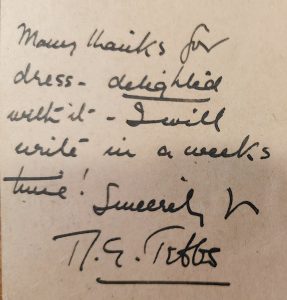 Many thanks for
dress - delighted
with it - I will
write in a weeks
time!
Sincerely